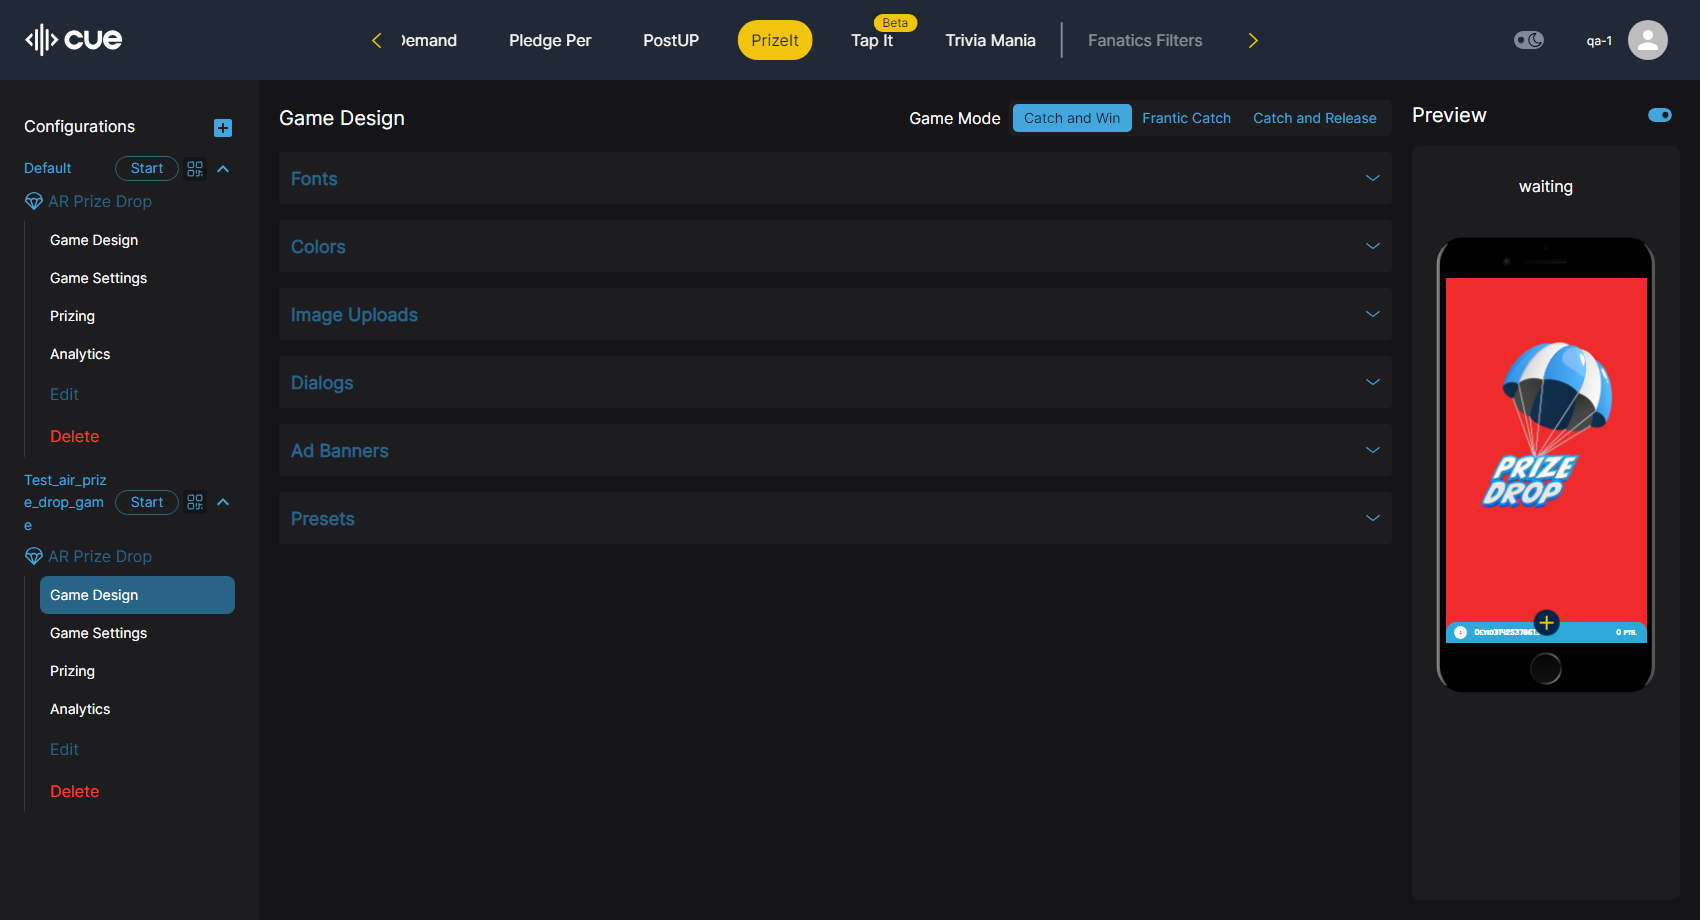 cue
Demand
Pledge Per
PostUP
PrizeIt
Beta
Tap It
Trivia Mania
Fanatics Filters
qa-1
Configurations
Default
Start
AR Prize Drop
Game Design
Game Settings
Prizing
Analytics
Edit
Delete
Test_air_priz
e_drop_gam
e
Start
AR Prize Drop
Game Design
Game Settings
Prizing
Analytics
Edit
Delete
Game Design
Game Mode
Catch and Win
Frantic Catch
Catch and Release
Fonts
Colors
Image Uploads
Dialogs
Ad Banners
Presets
Preview
waiting
PRIZE
DROP
0 PTS.